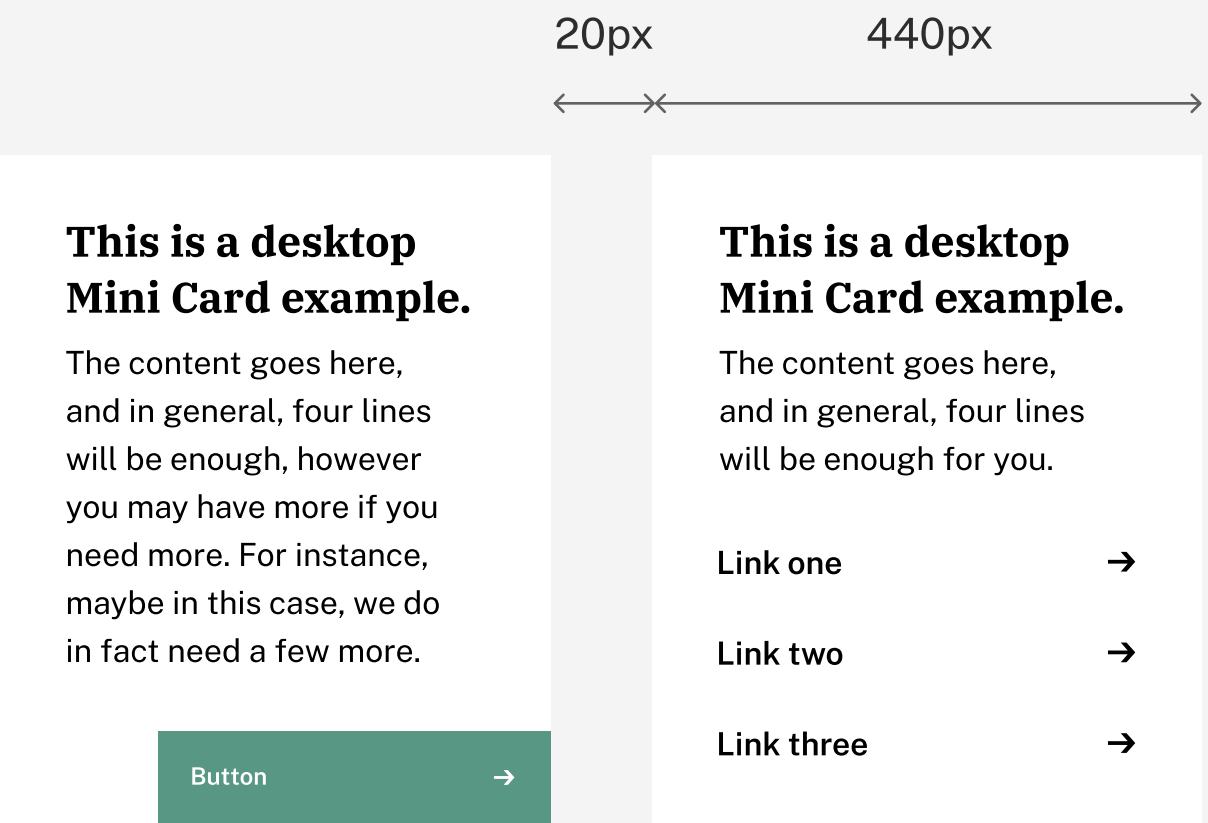 20px
440px
This is a desktop
Mini Card example.
The content goes here,
and in general, four lines
will be enough, however
you may have more if you
need more. For instance,
maybe in this case, we do
in fact need a few more.
Button
This is a desktop
Mini Card example.
The content goes here,
and in general, four lines
will be enough for you.
Link one
Link two
Link three